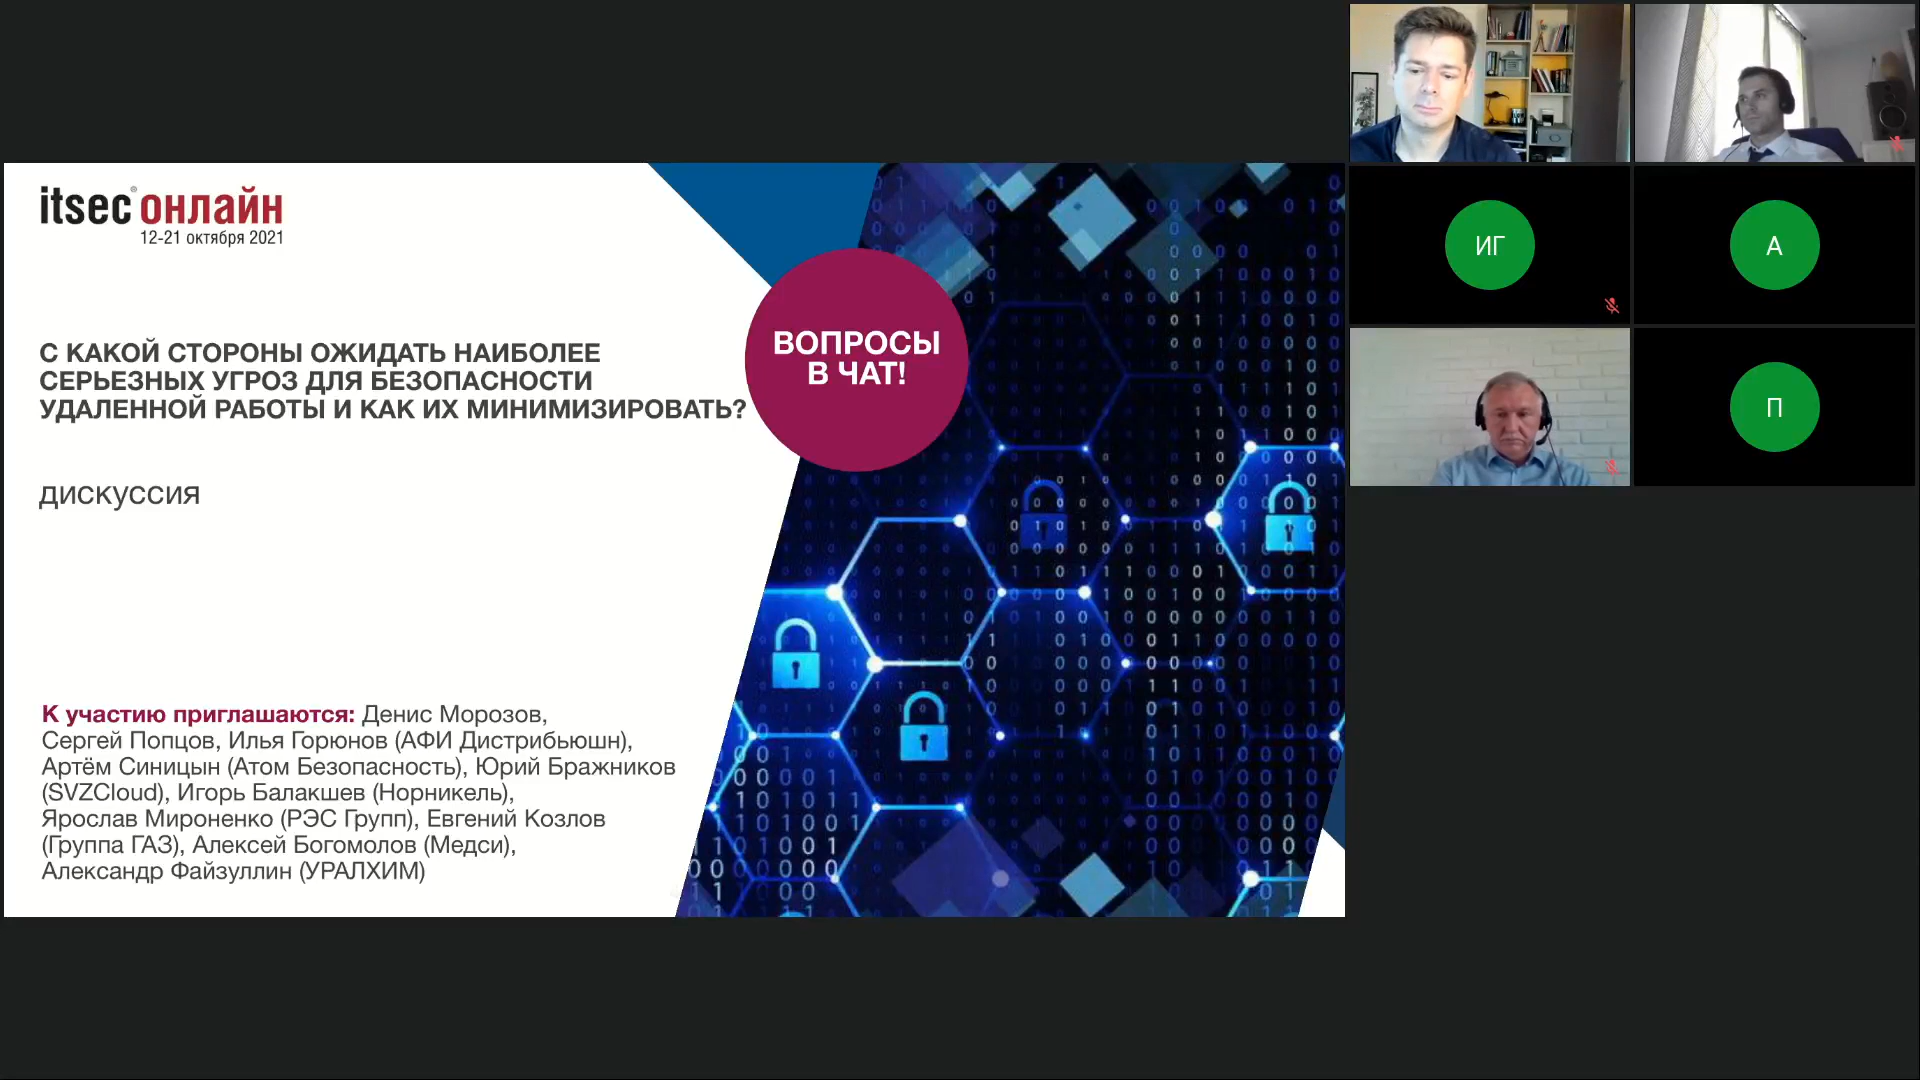 itsec® онлайн
12-21 октября 2021
С КАКОЙ СТОРОНЫ ОЖИДАТЬ НАИБОЛЕЕ
СЕРЬЕЗНЫХ УГРОЗ ДЛЯ БЕЗОПАСНОСТИ
УДАЛЕННОЙ РАБОТЫ И КАК ИХ МИНИМИЗИРОВАТЬ?
ВОПРОСЫ
В ЧАТ!
дискуссия
К участию приглашаются: Денис Морозов,
Сергей Попцов, Илья Горюнов (АФИ Дистрибьюшн),
Артём Синицын (Атом Безопасность), Юрий Бражников
(SVZCloud), Игорь Балакшев (Норникель),
Ярослав Мироненко (РЭС Групп), Евгений Козлов
(Группа ГАЗ), Алексей Богомолов (Медси),
Александр Файзуллин (УРАЛХИМ)
ИГ
А
П